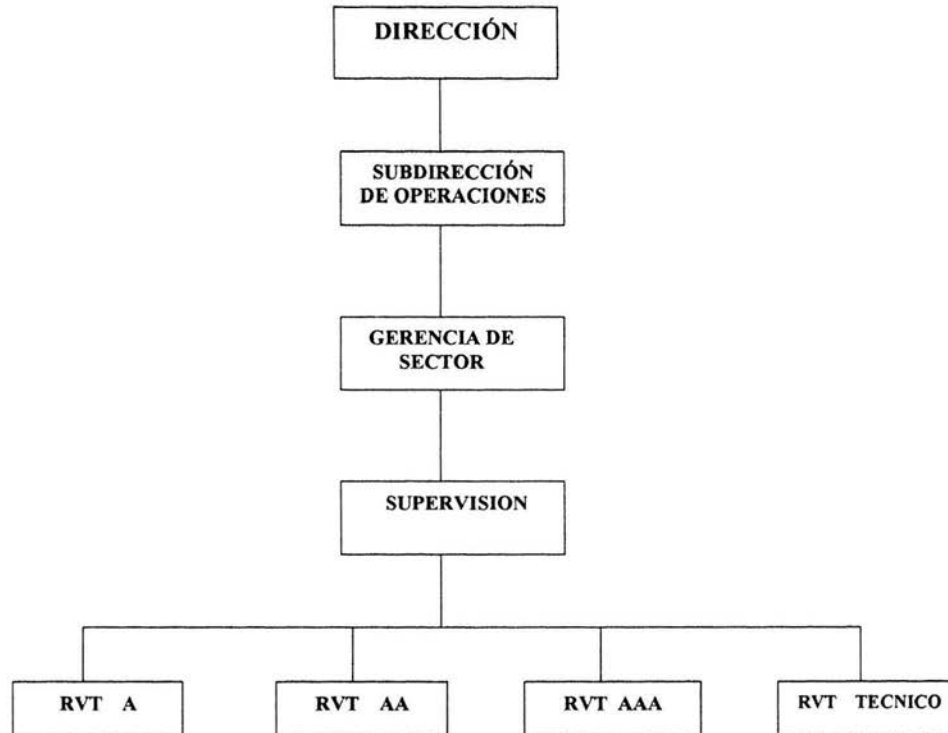 DIRECCIÓN
SUBDIRECCIÓN
DE OPERACIONES
GERENCIA DE
SECTOR
SUPERVISION
RVT A
RVT AA
RVT AAA
RVT TECNICO